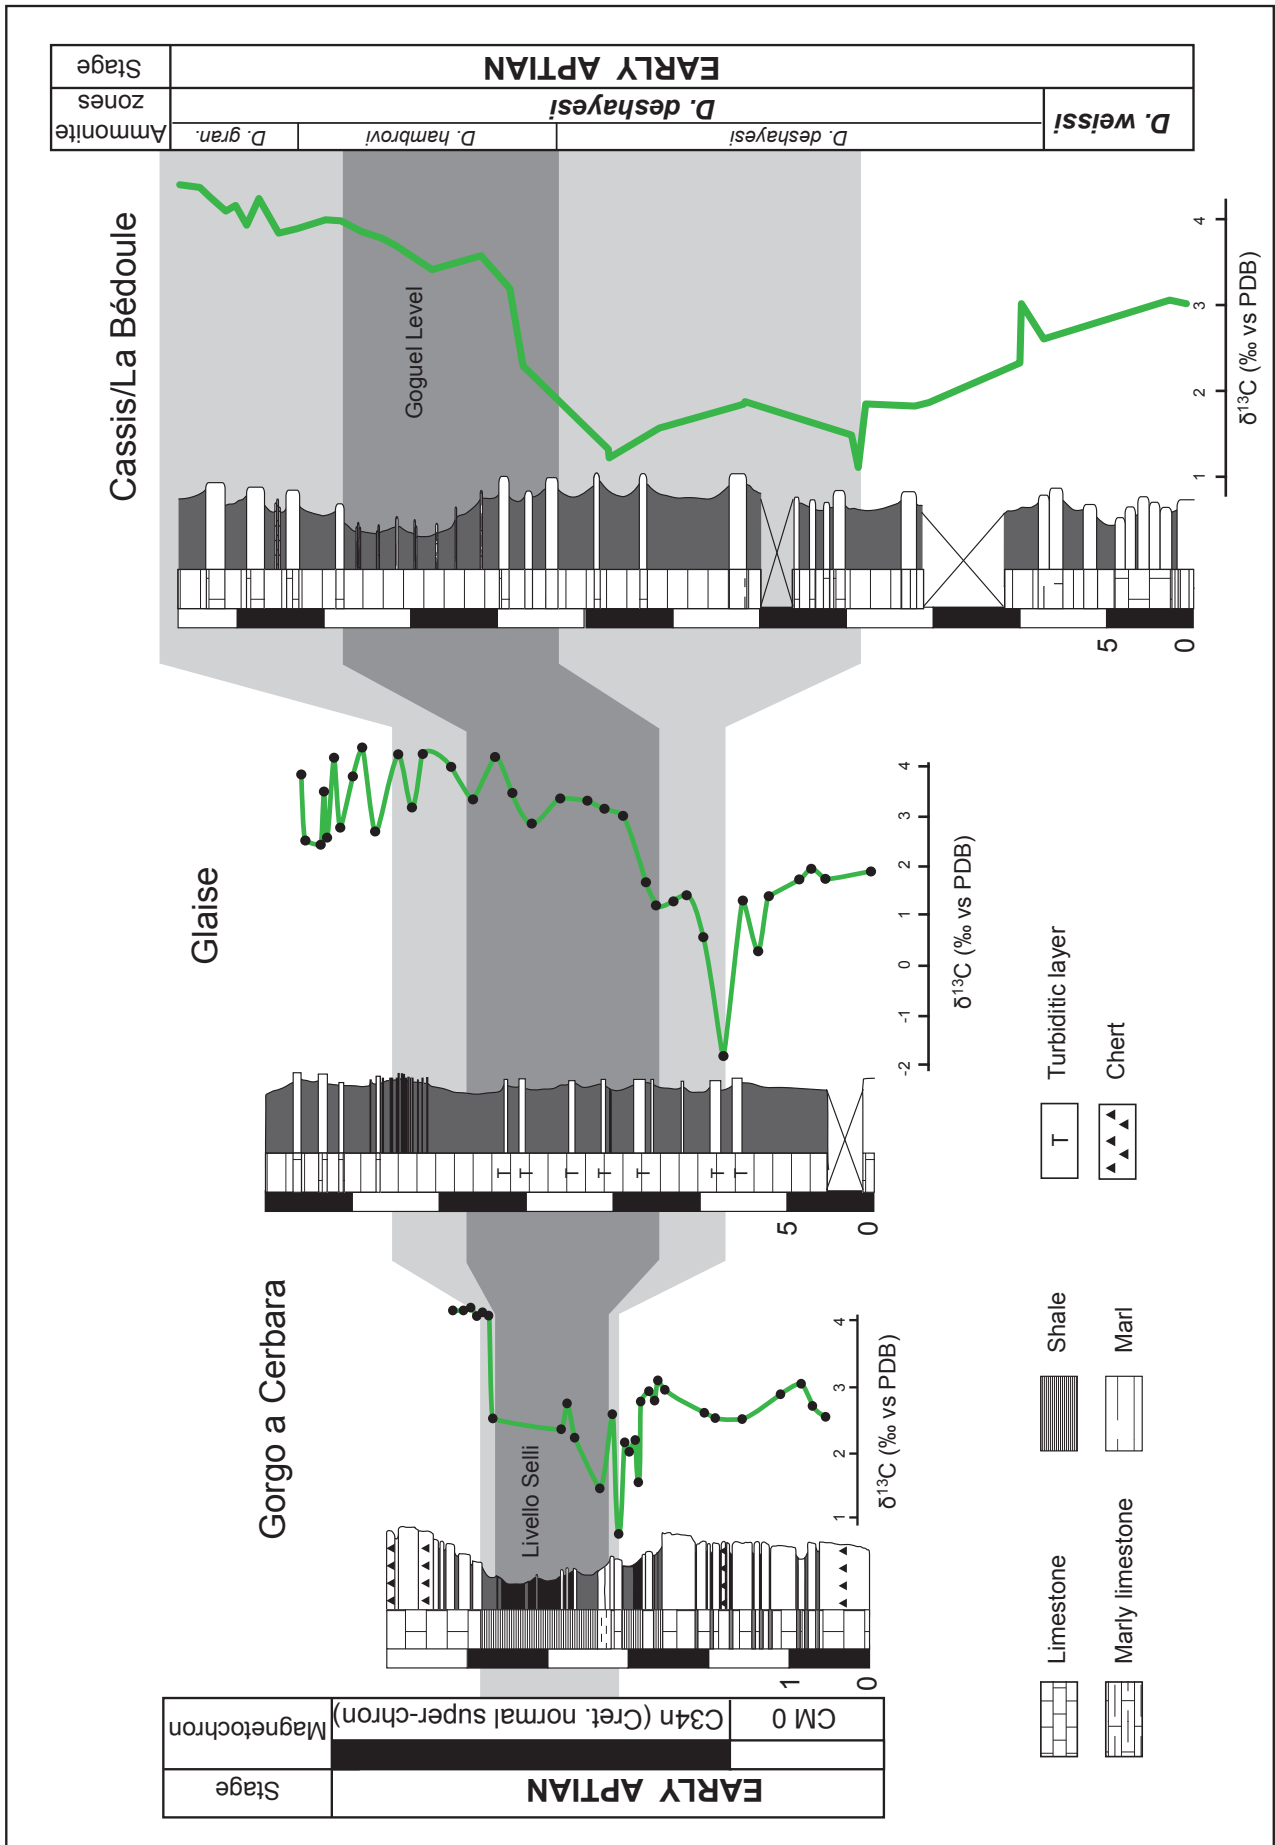 Stage
EARLY APTIAN
Ammonite
zones
D. deshayesi
D. weissi
D. gran.
D. hambrovi
D. deshayesi
Cassis/La Bédoule
Goguel Level
5
0
1
2
3
4
δ¹³C (‰ vs PDB)
Glaise
5
0
-2
-1
0
1
2
3
4
δ¹³C (‰ vs PDB)
Gorgo a Cerbara
Livello Selli
1
0
1
2
3
4
δ¹³C (‰ vs PDB)
Magnetochron
C34n (Cret. normal super-chron)
CM 0
Stage
EARLY APTIAN
Limestone
Marly limestone
Shale
Marl
T
Turbiditic layer
Chert
T
T
T
T
T
T
T